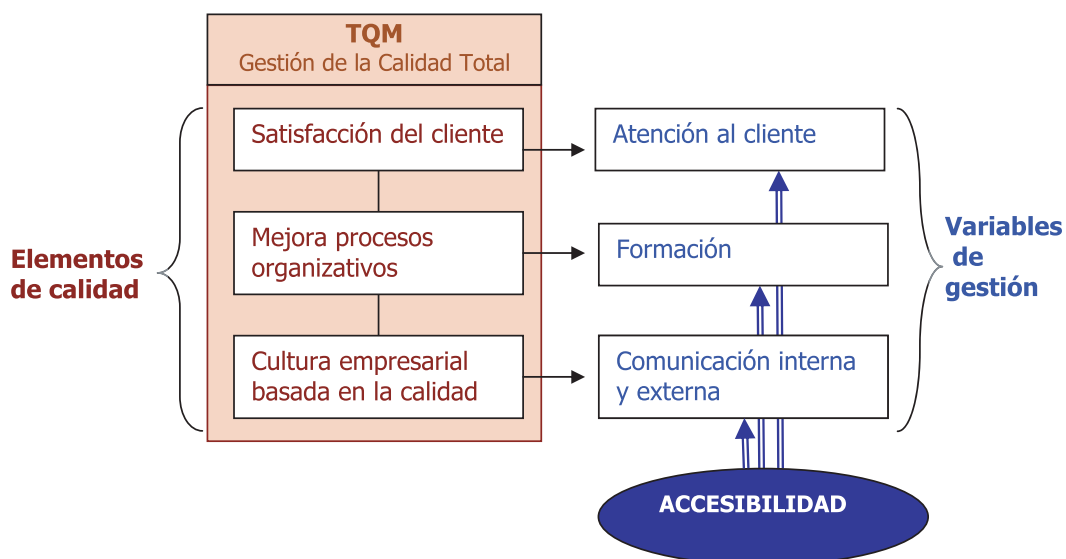 TQM
Gestión de la Calidad Total
Satisfacción del cliente
Atención al cliente
Mejora procesos
organizativos
Formación
Elementos
de calidad
Variables
de
gestión
Cultura empresarial
basada en la calidad
Comunicación interna
y externa
ACCESIBILIDAD